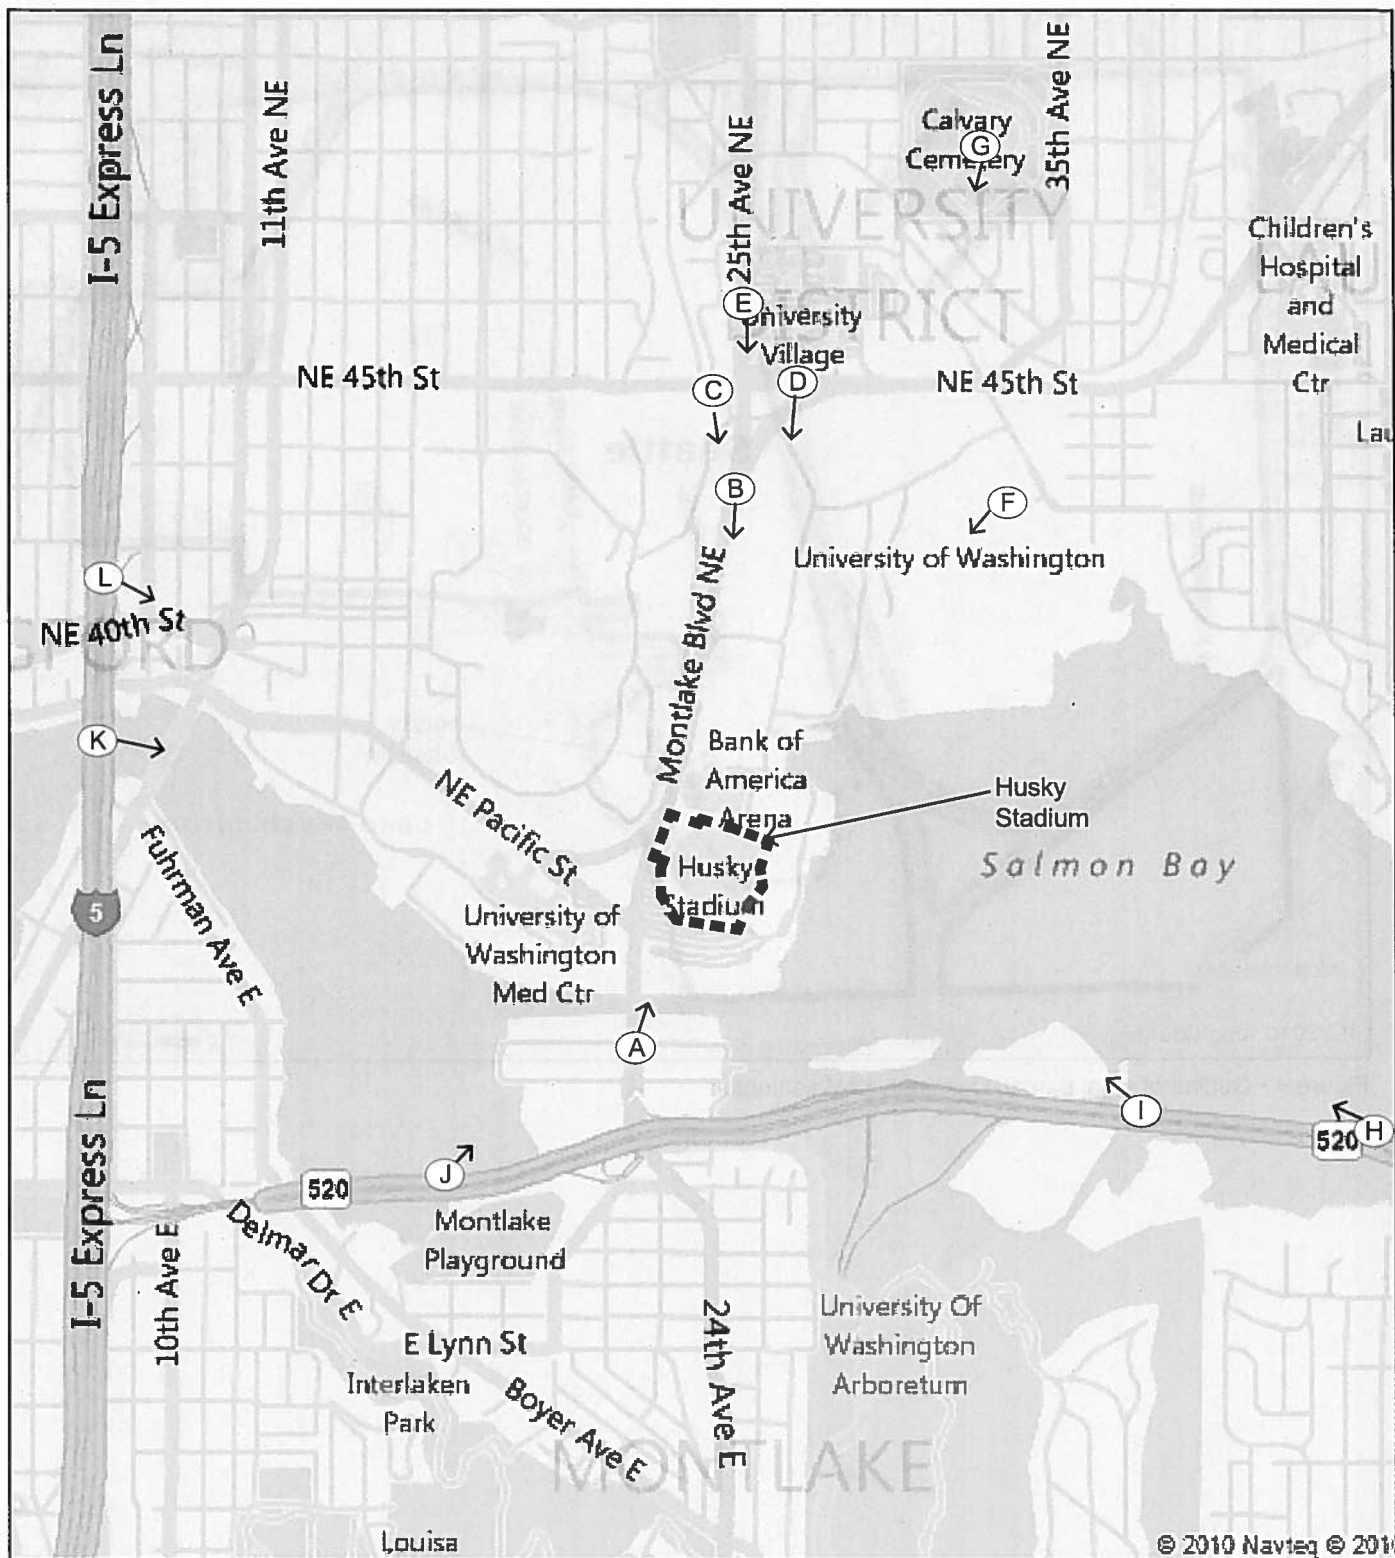 I-5 Express Ln
11th Ave NE
25th Ave NE
35th Ave NE
Calvary
Cemetery
G
UNIVERSITY
DISTRICT
Children's
Hospital
and
Medical
Ctr
E
University
Village
NE 45th St
C
D
NE 45th St
Lau
B
F
University of Washington
L
NE 40th St
Montlake Blvd NE
K
Bank of
America
Arena
Husky
Stadium
NE Pacific St
Husky
Stadium
Salmon Bay
Fuhrman Ave E
5
University of
Washington
Med Ctr
A
I
H
520
J
520
I-5 Express Ln
10th Ave E
Delmar Dr E
Montlake
Playground
24th Ave E
University Of
Washington
Arboretum
E Lynn St
Interlaken
Park
Boyer Ave E
MONTLAKE
Louisa
© 2010 Navteq © 201